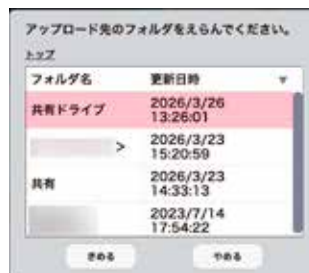 アップロード先のフォルダをえらんでください。
トップ
フォルダ名 更新日時 ▼
共有ドライブ 2026/3/26 13:26:01
> 2026/3/23 15:20:59
共有 2026/3/23 14:33:13
2023/7/14 17:54:22
きめる やめる